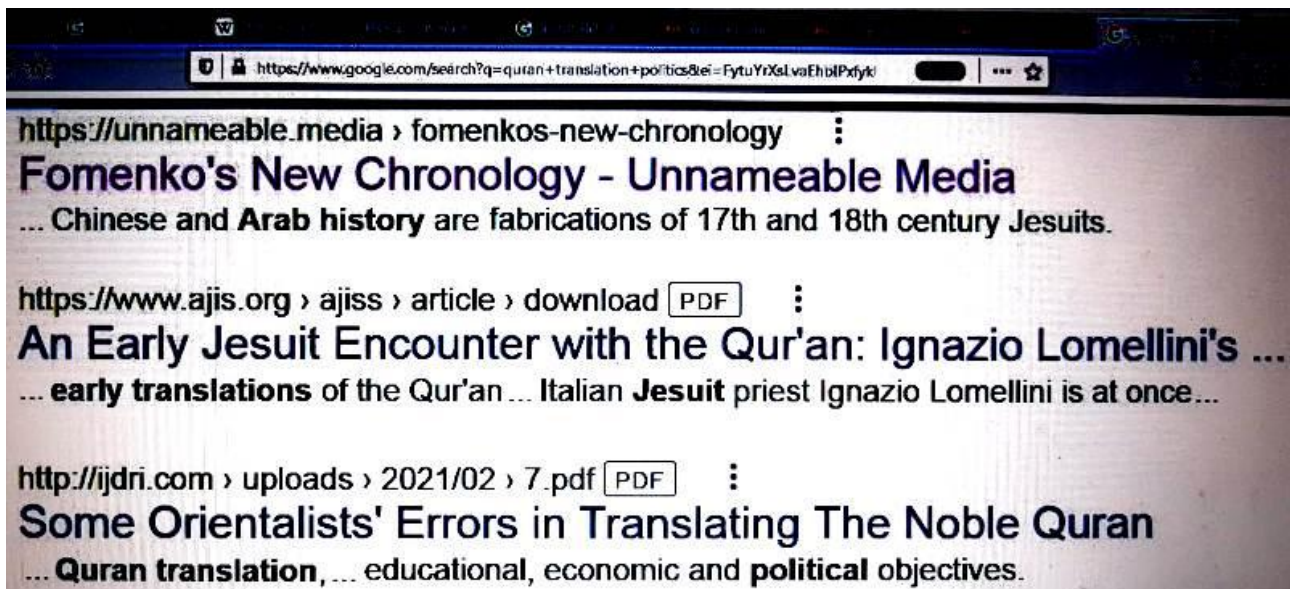 https://www.google.com/search?q=quran+translation+politics&ei=
https://unnameable.media › fomenkos-new-chronology
Fomenko's New Chronology - Unnameable Media
... Chinese and Arab history are fabrications of 17th and 18th century Jesuits.
https://www.ajis.org › ajiss › article › download PDF
An Early Jesuit Encounter with the Qur'an: Ignazio Lomellini's ...
... early translations of the Qur'an ... Italian Jesuit priest Ignazio Lomellini is at once...
http://ijdri.com › uploads › 2021/02 › 7.pdf PDF
Some Orientalists' Errors in Translating The Noble Quran
... Quran translation, ... educational, economic and political objectives.